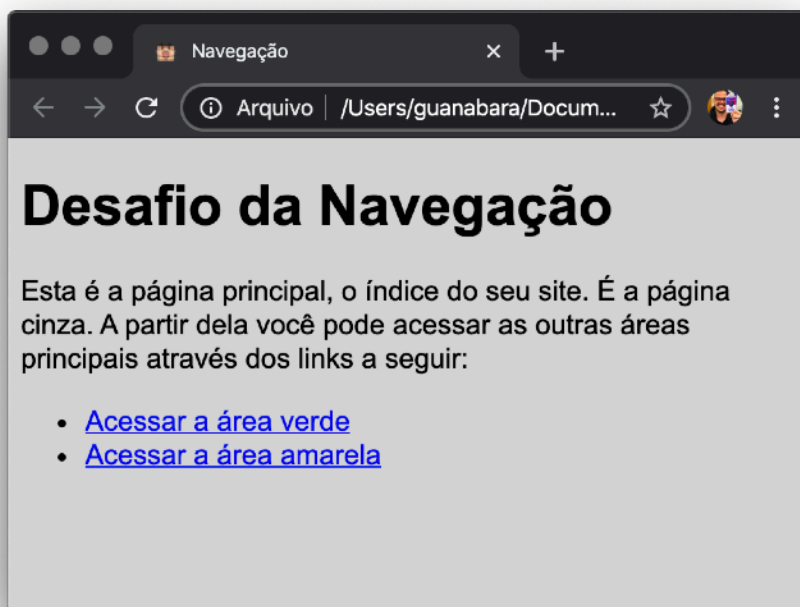 Navegação
Arquivo /Users/guanabara/Docum...
Desafio da Navegação
Esta é a página principal, o índice do seu site. É a página
cinza. A partir dela você pode acessar as outras áreas
principais através dos links a seguir:
• Acessar a área verde
• Acessar a área amarela